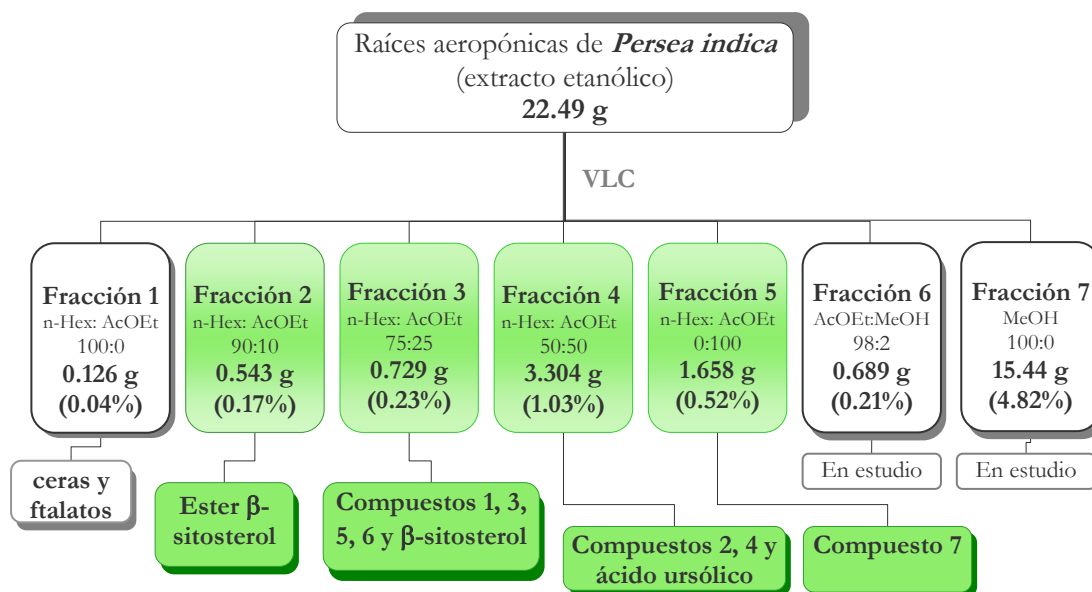 Raíces aeropónicas de Persea indica
(extracto etanólico)
22.49 g
VLC
Fracción 1
n-Hex: AcOEt
100:0
0.126 g
(0.04%)
Fracción 2
n-Hex: AcOEt
90:10
0.543 g
(0.17%)
Fracción 3
n-Hex: AcOEt
75:25
0.729 g
(0.23%)
Fracción 4
n-Hex: AcOEt
50:50
3.304 g
(1.03%)
Fracción 5
n-Hex: AcOEt
0:100
1.658 g
(0.52%)
Fracción 6
AcOEt:MeOH
98:2
0.689 g
(0.21%)
Fracción 7
MeOH
100:0
15.44 g
(4.82%)
ceras y
ftalatos
Ester β-
sitosterol
Compuestos 1, 3,
5, 6 y β-sitosterol
Compuestos 2, 4 y
ácido ursólico
Compuesto 7
En estudio
En estudio